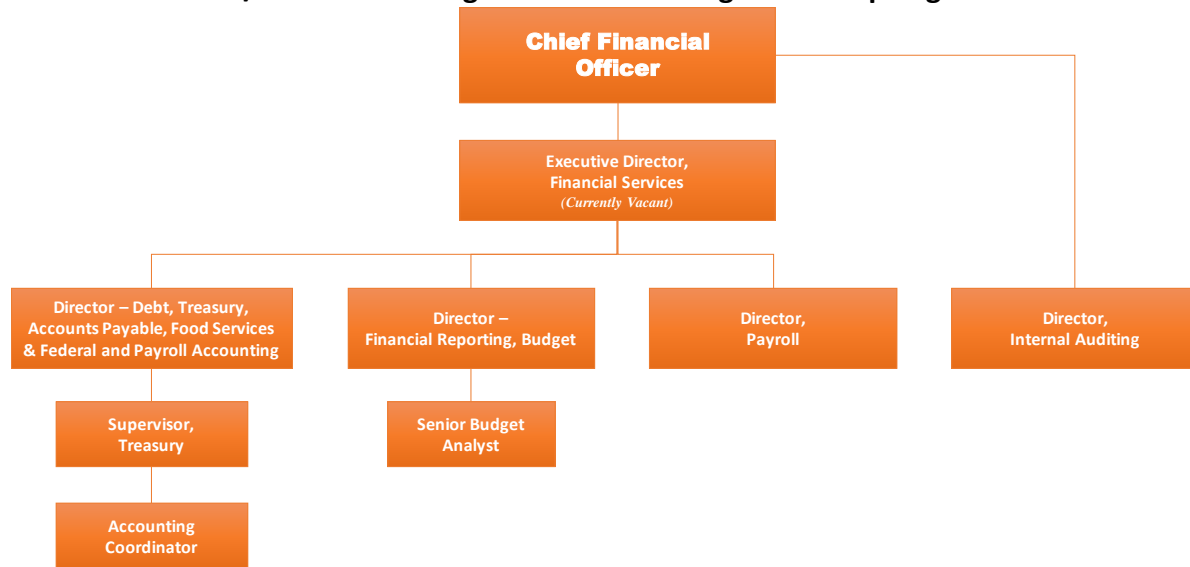 Chief Financial
Officer
Executive Director,
Financial Services
(Currently Vacant)
Director – Debt, Treasury,
Accounts Payable, Food Services
& Federal and Payroll Accounting
Director –
Financial Reporting, Budget
Director,
Payroll
Director,
Internal Auditing
Supervisor,
Treasury
Senior Budget
Analyst
Accounting
Coordinator